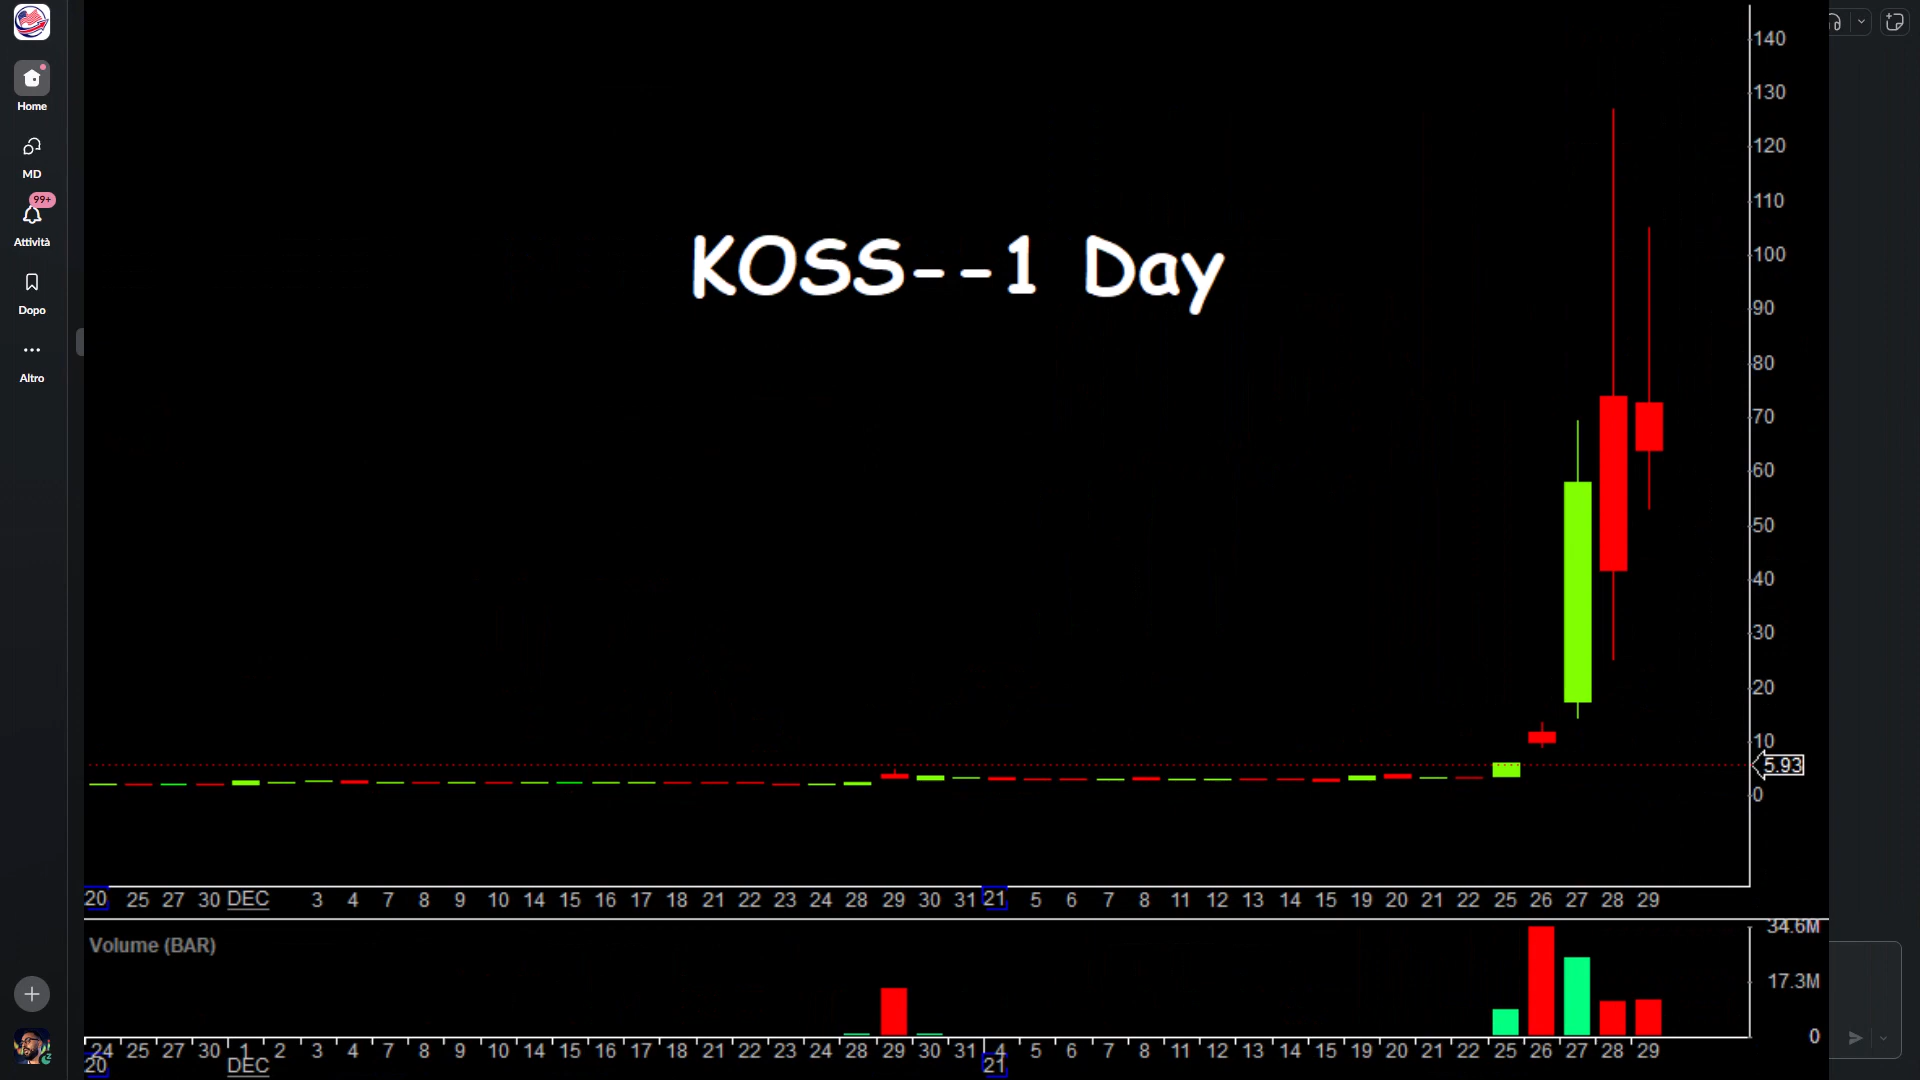 Home
MD
99+
Attività
Dopo
Altro
KOSS--1 Day
140
130
120
110
100
90
80
70
60
50
40
30
20
10
5.93
0
20 25 27 30 DEC 3 4 7 8 9 10 14 15 16 17 18 21 22 23 24 28 29 30 31 21 5 6 7 8 11 12 13 14 15 19 20 21 22 25 26 27 28 29
Volume (BAR)
34.6M
17.3M
0
24 25 27 30 1 2 3 4 7 8 9 10 14 15 16 17 18 21 22 23 24 28 29 30 31 4 5 6 7 8 11 12 13 14 15 19 20 21 22 25 26 27 28 29
20 DEC 21